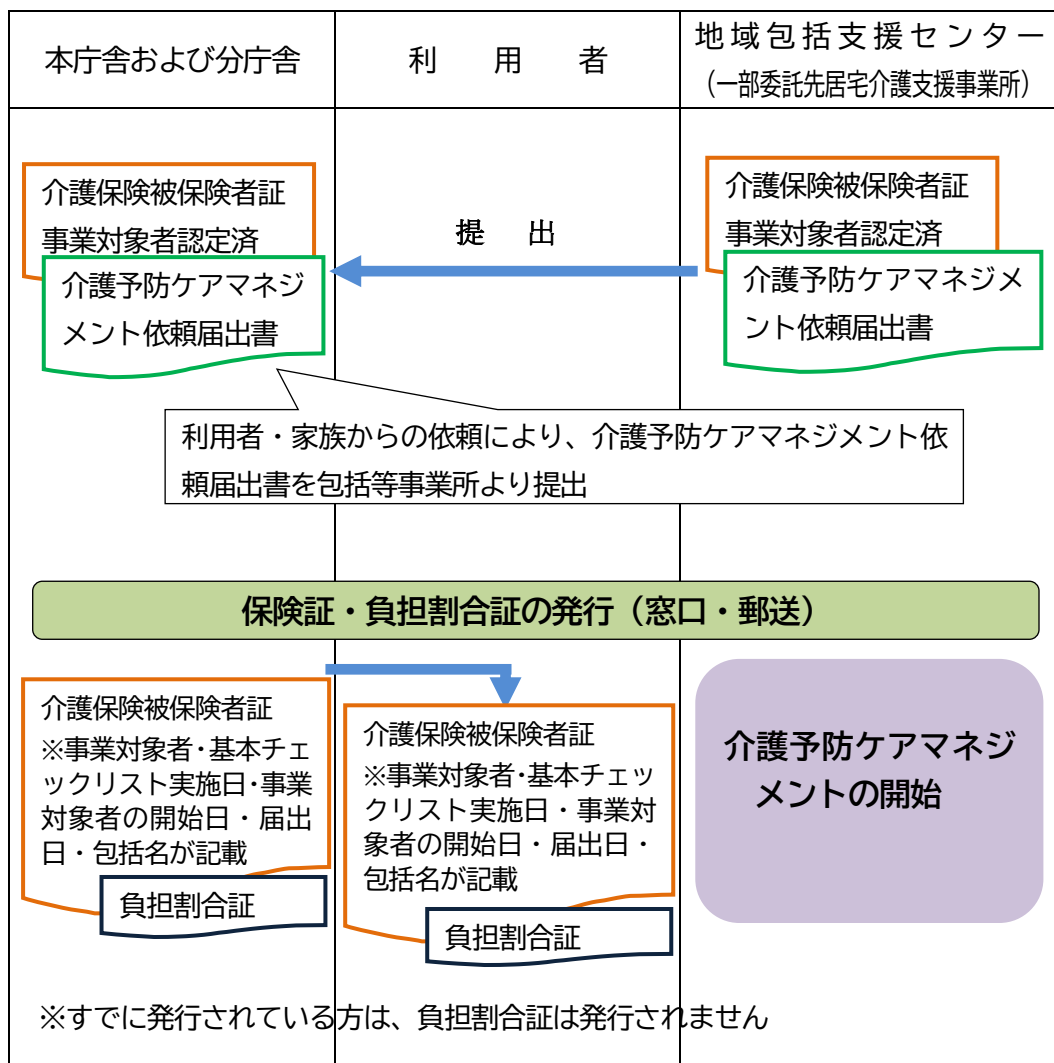 本庁舎および分庁舎
利用者
地域包括支援センター
（一部委託先居宅介護支援事業所）
介護保険被保険者証
事業対象者認定済
介護予防ケアマネジ
メント依頼届出書
提出
介護保険被保険者証
事業対象者認定済
介護予防ケアマネジメ
ント依頼届出書
利用者・家族からの依頼により、介護予防ケアマネジメント依
頼届出書を包括等事業所より提出
保険証・負担割合証の発行（窓口・郵送）
介護保険被保険者証
※事業対象者・基本チェ
ックリスト実施日・事業
対象者の開始日・届出
日・包括名が記載
負担割合証
介護保険被保険者証
※事業対象者・基本チェッ
クリスト実施日・事業対
象者の開始日・届出日・
包括名が記載
負担割合証
介護予防ケアマネジ
メントの開始
※すでに発行されている方は、負担割合証は発行されません